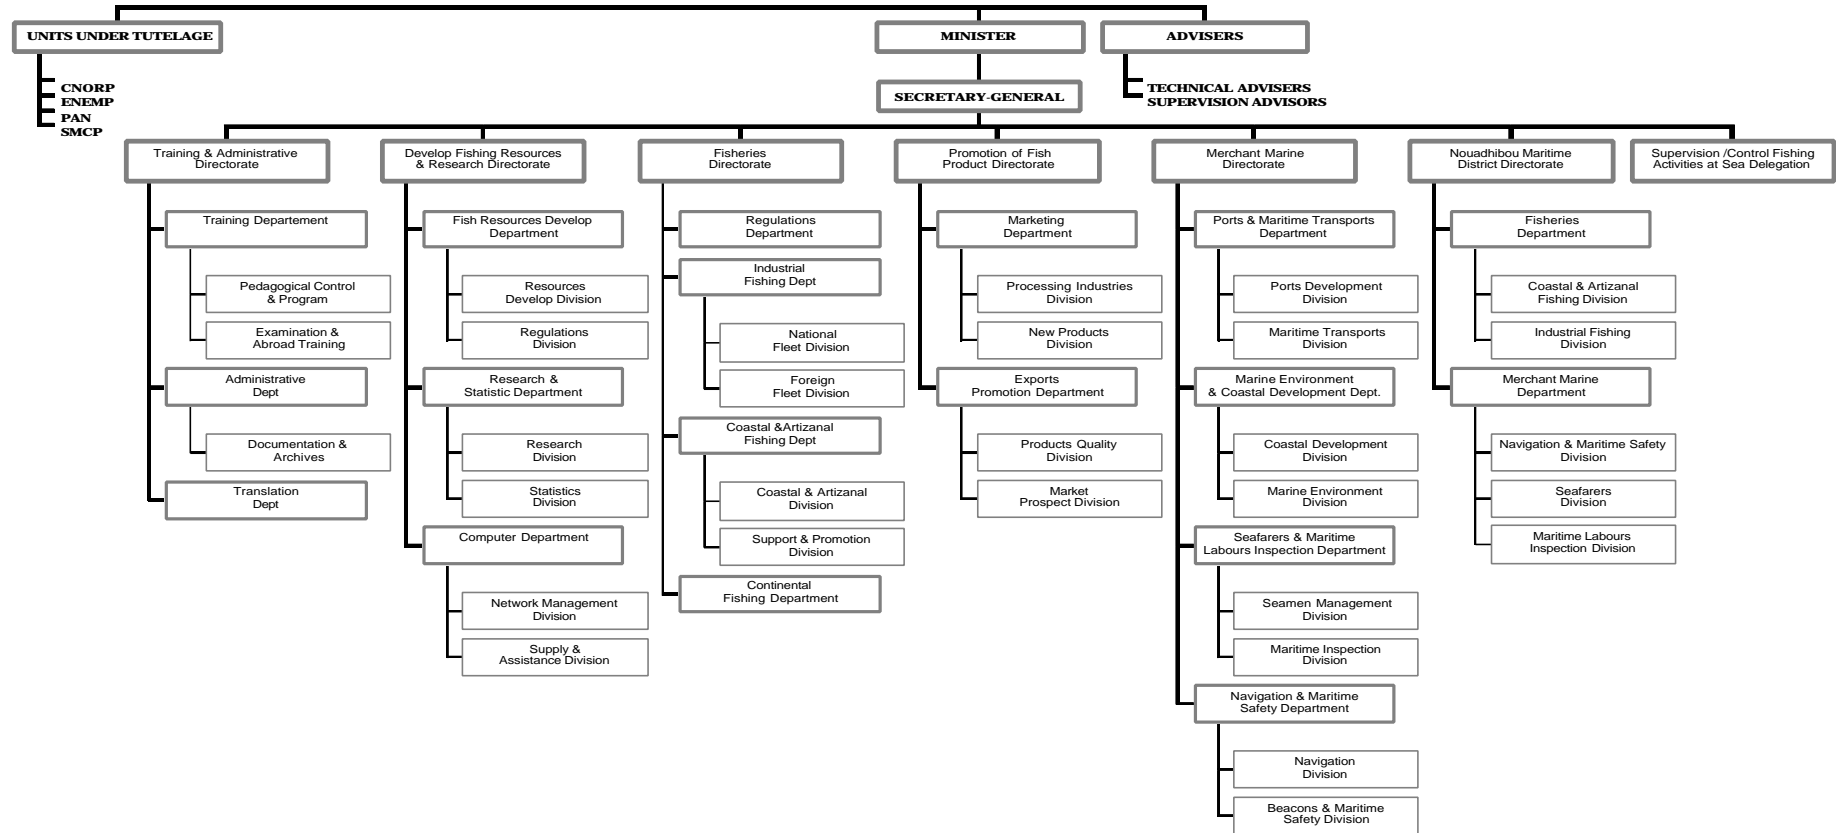 UNITS UNDER TUTELAGE
MINISTER
ADVISERS
CNORP
ENEMP
PAN
SMCP
SECRETARY-GENERAL
TECHNICAL ADVISERS
SUPERVISION ADVISORS
Training & Administrative
Directorate
Training Departement
Pedagogical Control
& Program
Examination &
Abroad Training
Administrative
Dept
Documentation &
Archives
Translation
Dept
Develop Fishing Resources
& Research Directorate
Fish Resources Develop
Department
Resources
Develop Division
Regulations
Division
Research &
Statistic Department
Research
Division
Statistics
Division
Computer Department
Network Management
Division
Supply &
Assistance Division
Fisheries
Directorate
Regulations
Department
Industrial
Fishing Dept
National
Fleet Division
Foreign
Fleet Division
Coastal &Artizanal
Fishing Dept
Coastal & Artizanal
Division
Support & Promotion
Division
Continental
Fishing Department
Promotion of Fish
Product Directorate
Marketing
Department
Processing Industries
Division
New Products
Division
Exports
Promotion Department
Products Quality
Division
Market
Prospect Division
Merchant Marine
Directorate
Ports & Maritime Transports
Department
Ports Development
Division
Maritime Transports
Division
Marine Environment
& Coastal Development Dept.
Coastal Development
Division
Marine Environment
Division
Seafarers & Maritime
Labours Inspection Department
Seamen Management
Division
Maritime Inspection
Division
Navigation & Maritime
Safety Department
Navigation
Division
Beacons & Maritime
Safety Division
Nouadhibou Maritime
District Directorate
Fisheries
Department
Coastal & Artizanal
Fishing Division
Industrial Fishing
Division
Merchant Marine
Department
Navigation & Maritime Safety
Division
Seafarers
Division
Maritime Labours
Inspection Division
Supervision /Control Fishing
Activities at Sea Delegation